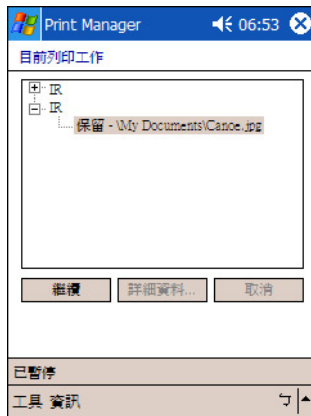 Print Manager 06:53
目前列印工作
IR
IR
保留 - \My Documents\Canoe.jpg
繼續 詳細資料... 取消
已暫停
工具 資訊 ㄅ